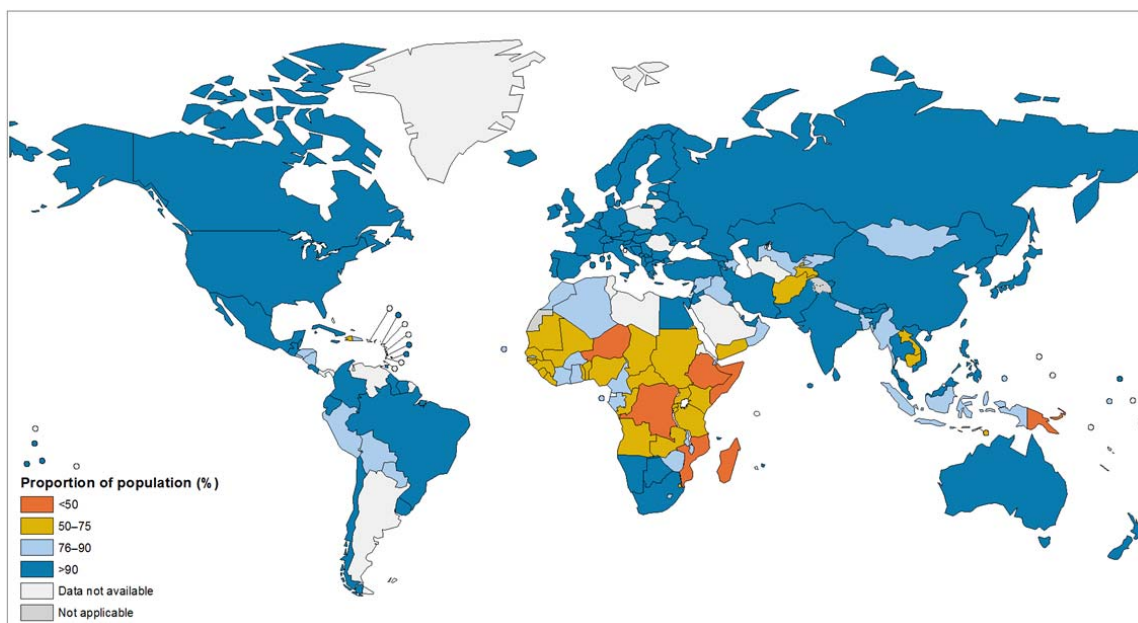 Proportion of population (%)
<50
50–75
76–90
>90
Data not available
Not applicable